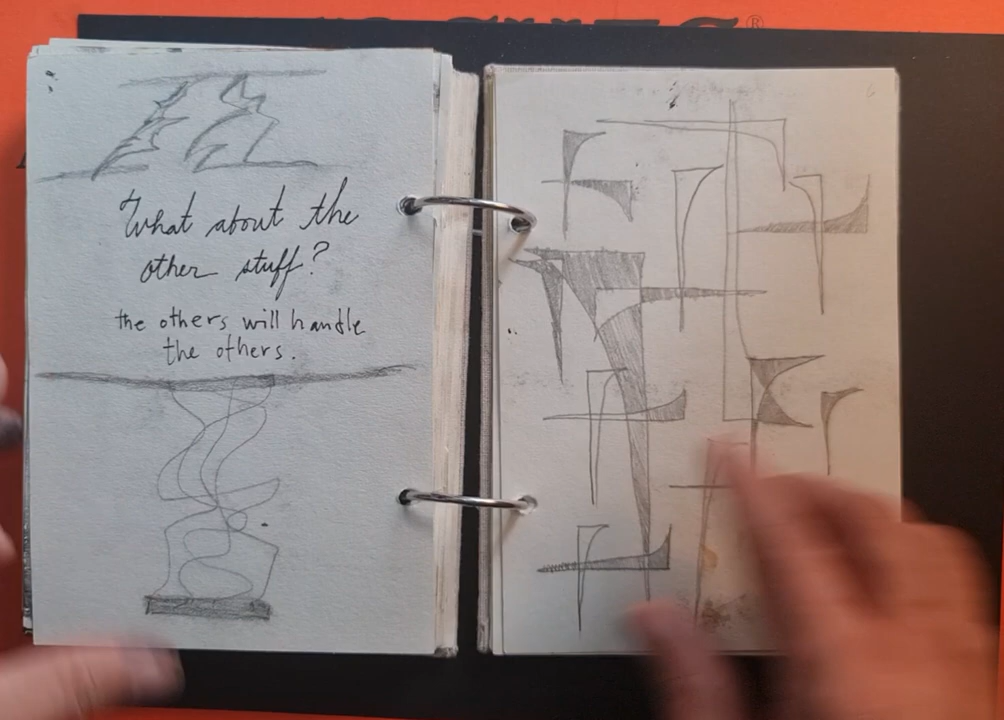 What about the
other stuff?
the others will handle
the others.